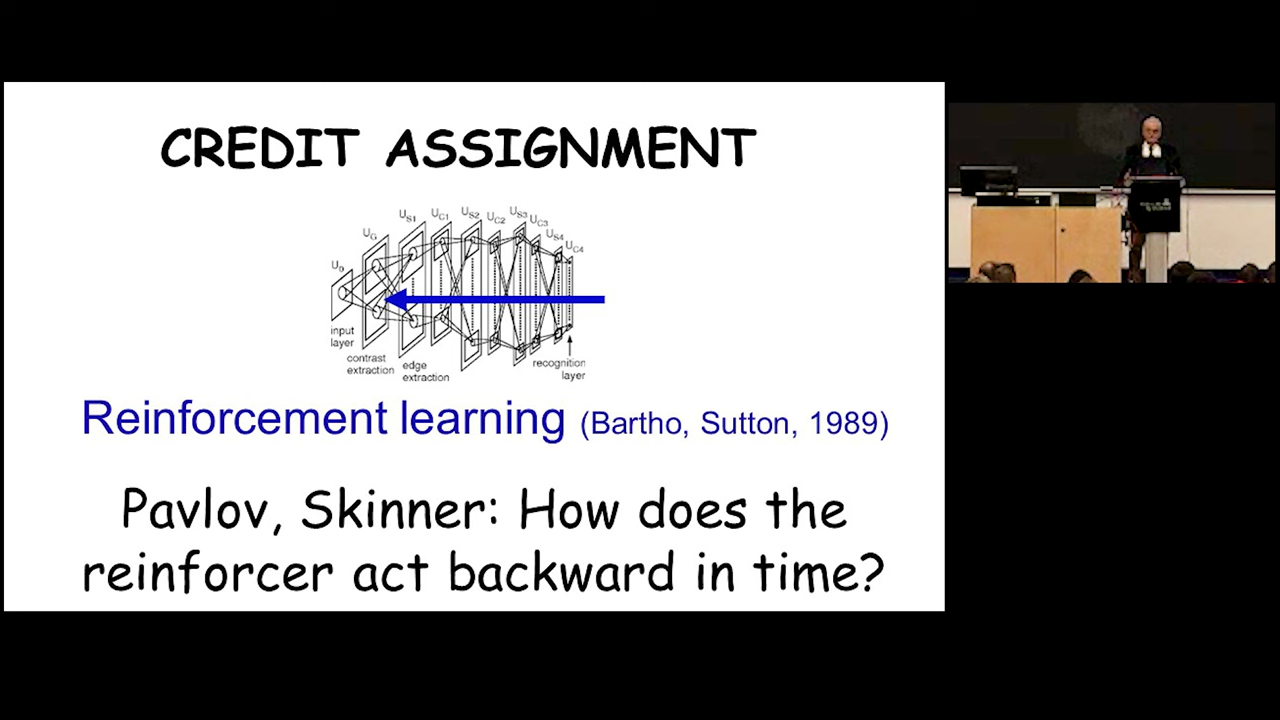 CREDIT ASSIGNMENT
U0
UG
US1
UC1
US2
UC2
US3
UC3
US4
UC4
input
layer
contrast
extraction
edge
extraction
recognition
layer
Reinforcement learning (Bartho, Sutton, 1989)
Pavlov, Skinner: How does the
reinforcer act backward in time?